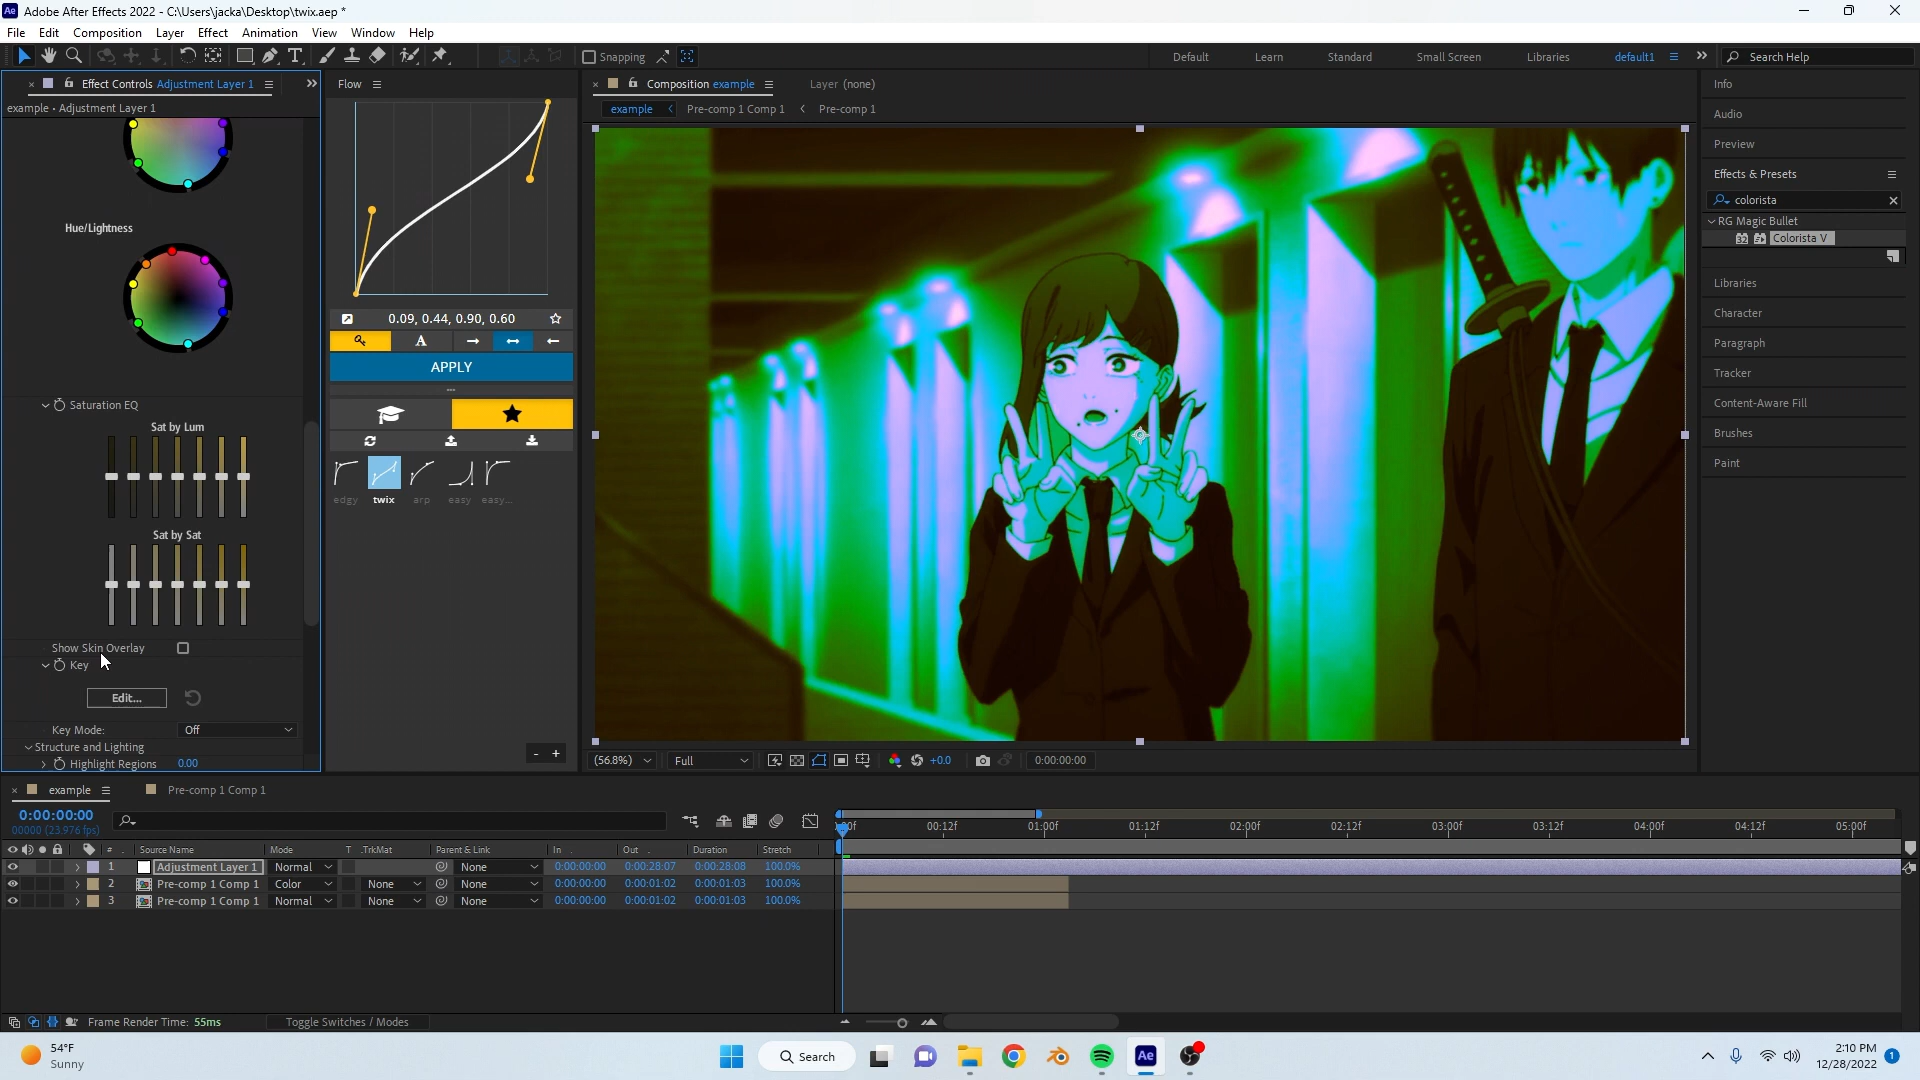 Adobe After Effects 2022 - C:\Users\jacka\Desktop\twix.aep *
File Edit Composition Layer Effect Animation View Window Help
Snapping
Default Learn Standard Small Screen Libraries default1 Search Help
Effect Controls Adjustment Layer 1
example • Adjustment Layer 1
Hue/Lightness
Saturation EQ
Sat by Lum
Sat by Sat
Show Skin Overlay
Key
Edit...
Key Mode: Off
Structure and Lighting
Highlight Regions 0.00
Flow
0.09, 0.44, 0.90, 0.60
A
APPLY
edgy twix arp easy easy...
- +
Composition example Layer (none)
example Pre-comp 1 Comp 1 Pre-comp 1
(56.8%) Full +0.0 0:00:00:00
Info
Audio
Preview
Effects & Presets
colorista
RG Magic Bullet
32 Colorista V
Libraries
Character
Paragraph
Tracker
Content-Aware Fill
Brushes
Paint
example Pre-comp 1 Comp 1
0:00:00:00
00000 (23.976 fps)
:00f 00:12f 01:00f 01:12f 02:00f 02:12f 03:00f 03:12f 04:00f 04:12f 05:00f
# Source Name Mode T .TrkMat Parent & Link In Out Duration Stretch
1 Adjustment Layer 1 Normal None 0:00:00:00 0:00:28:07 0:00:28:08 100.0%
2 Pre-comp 1 Comp 1 Color None None 0:00:00:00 0:00:01:02 0:00:01:03 100.0%
3 Pre-comp 1 Comp 1 Normal None None 0:00:00:00 0:00:01:02 0:00:01:03 100.0%
Frame Render Time: 55ms Toggle Switches / Modes
54°F
Sunny
Search
Ae
2:10 PM
12/28/2022
1